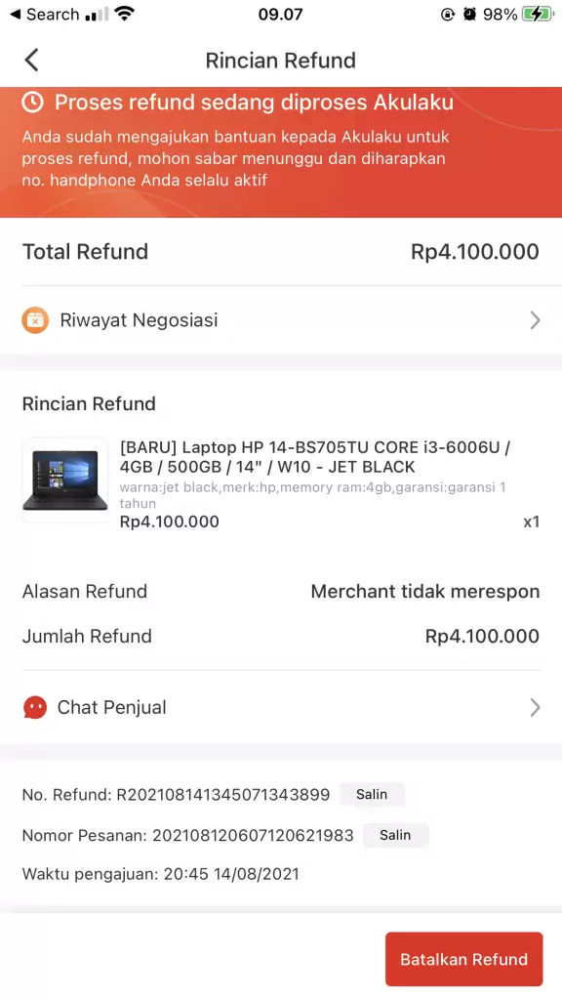 Search
09.07
98%
Rincian Refund
Proses refund sedang diproses Akulaku
Anda sudah mengajukan bantuan kepada Akulaku untuk
proses refund, mohon sabar menunggu dan diharapkan
no. handphone Anda selalu aktif
Total Refund
Rp4.100.000
Riwayat Negosiasi
Rincian Refund
[BARU] Laptop HP 14-BS705TU CORE i3-6006U /
4GB / 500GB / 14" / W10 - JET BLACK
warna:jet black,merk:hp,memory ram:4gb,garansi:garansi 1
tahun
Rp4.100.000
x1
Alasan Refund
Merchant tidak merespon
Jumlah Refund
Rp4.100.000
Chat Penjual
No. Refund: R202108141345071343899
Salin
Nomor Pesanan: 202108120607120621983
Salin
Waktu pengajuan: 20:45 14/08/2021
Batalkan Refund